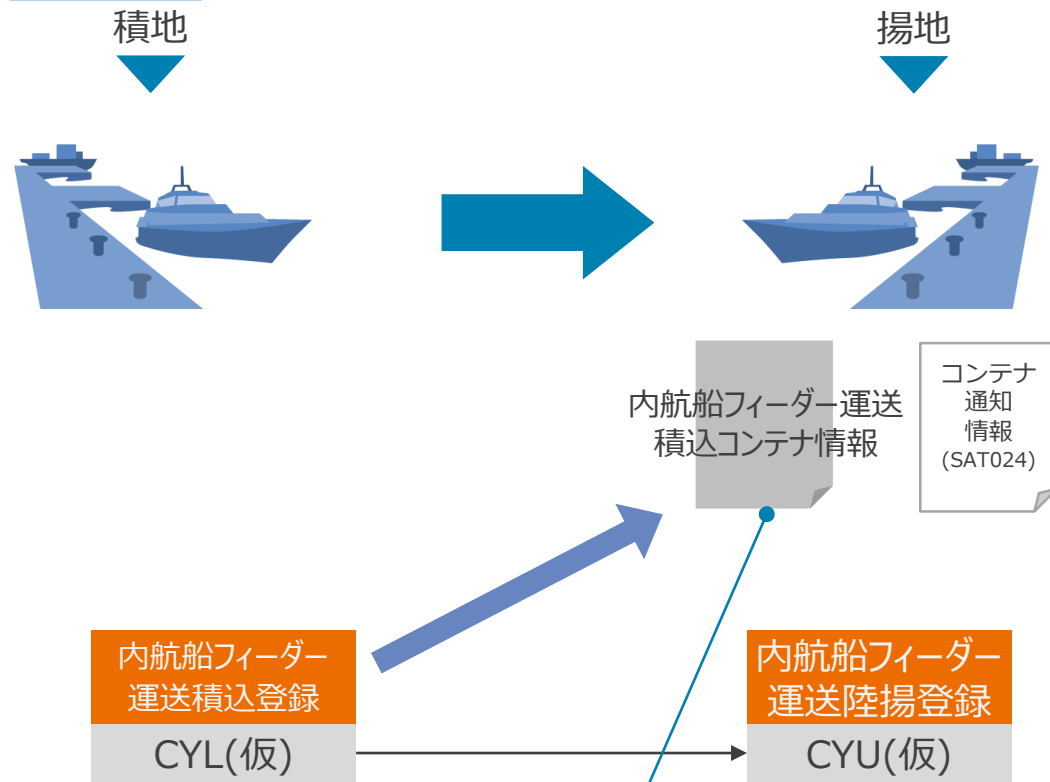 積地
揚地
内航船フィーダー運送
積込コンテナ情報
コンテナ
通知
情報
(SAT024)
内航船フィーダー
運送積込登録
CYL(仮)
内航船フィーダー
運送陸揚登録
CYU(仮)